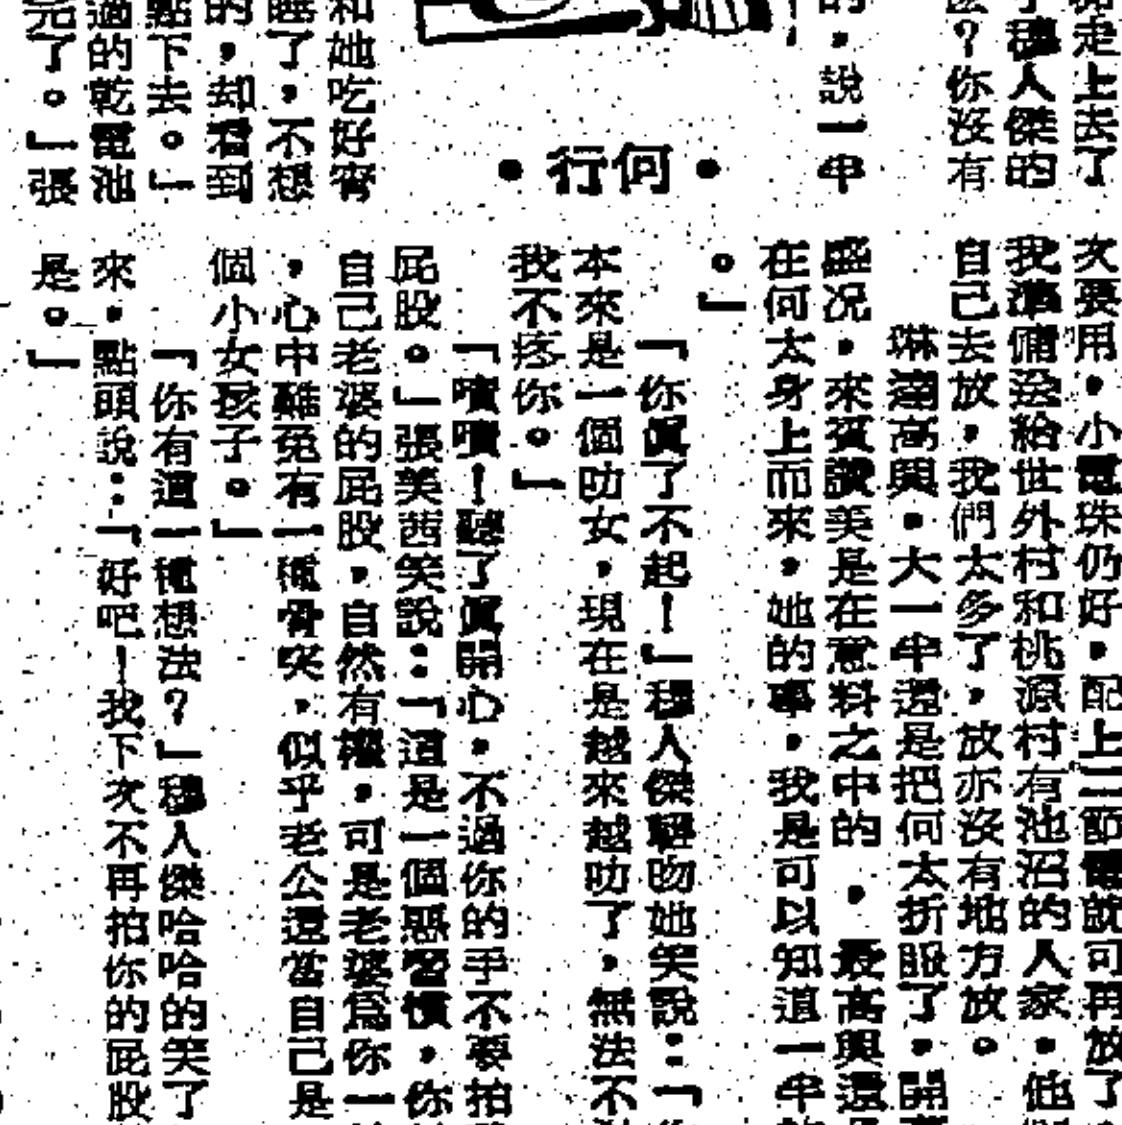 走上去了
穆人傑的
？你沒有
的，說一串
•何行•
和她吃好宵
睡了，不想
的，却看到
點下去。」
過的乾電池
完了。」張
次要用，小電珠仍好，配上二節電就可再放了
我準備送給世外村和桃源村有池沼的人家，他
自己去放，我們太多了，放亦沒有地方放。
琳達高興，大一串還是把何太折服了，開
盛况，來賓讚美是在意料之中的，最高興還
在何太身上而來，她的事，我是可以知道一串
。」
「你眞了不起！」穆人傑輕吻她笑說：「
本來是一個叻女，現在是越來越叻了，無法不
我不疼你。」
「嘖嘖！聽了眞開心，不過你的手不要拍
屁股。」張美茜笑說：「這是一個惡習慣，你
自己老婆的屁股，自然有權，可是老婆爲你一
，心中難免有一種骨突，似乎老公還當自己是
個小女孩子。」
「你有這一種想法？」穆人傑哈哈的笑了
來，點頭說：「好吧！我下次不再拍你的屁股
是。」